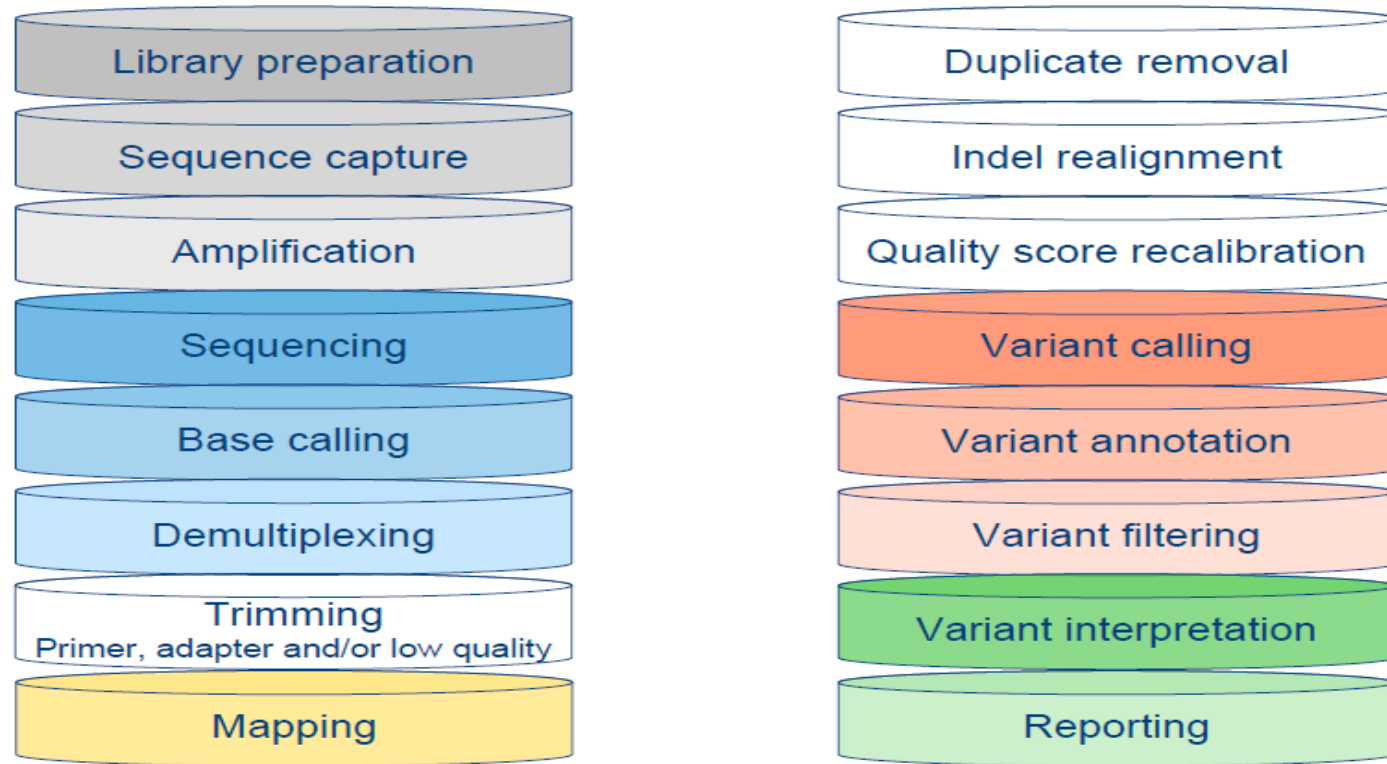 Library preparation
Sequence capture
Amplification
Sequencing
Base calling
Demultiplexing
Trimming
Primer, adapter and/or low quality
Mapping
Duplicate removal
Indel realignment
Quality score recalibration
Variant calling
Variant annotation
Variant filtering
Variant interpretation
Reporting